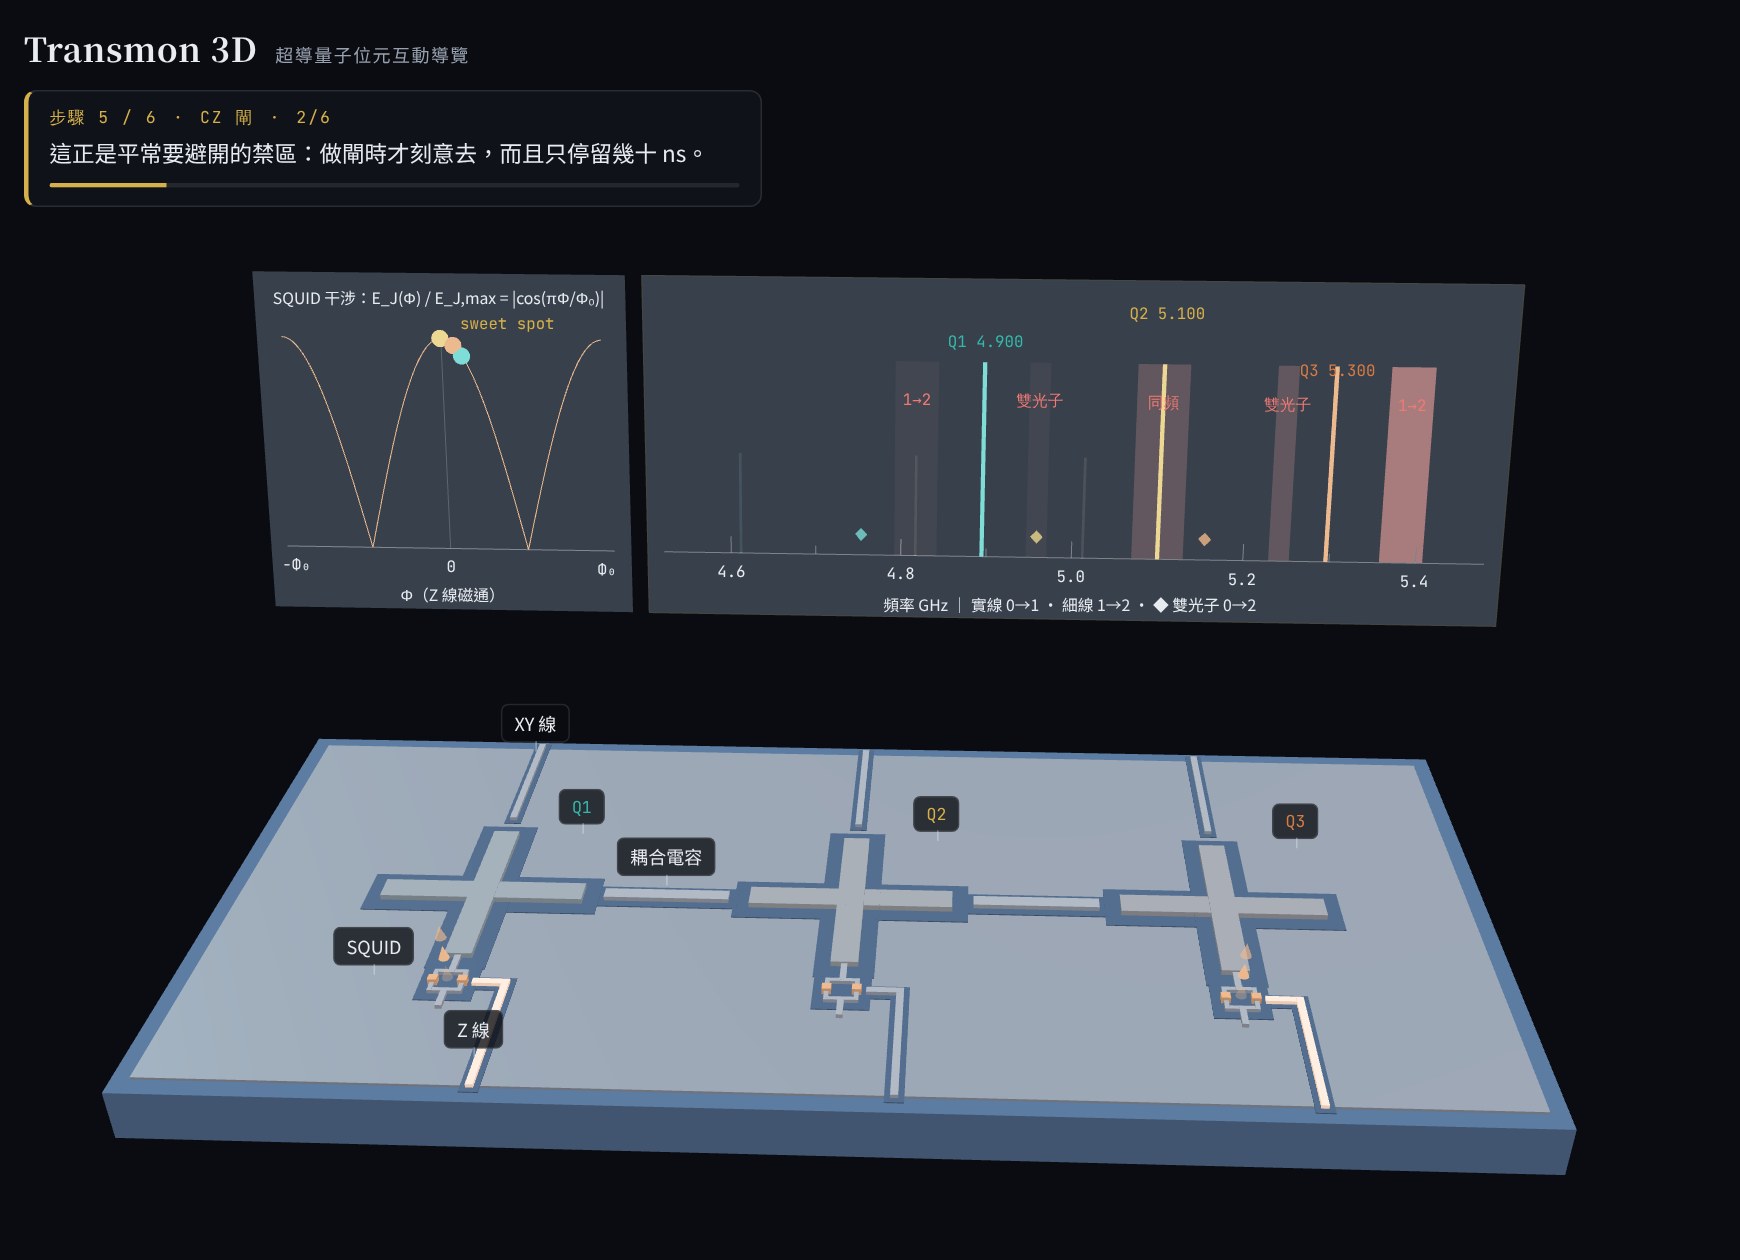 Transmon 3D 超導量子位元互動導覽
步驟 5 / 6 · CZ 閘 · 2/6
這正是平常要避開的禁區：做閘時才刻意去，而且只停留幾十 ns。
SQUID 干涉：E_J(Φ) / E_J,max = |cos(πΦ/Φ₀)|
sweet spot
-Φ₀ 0 Φ₀
Φ（Z 線磁通）
Q2 5.100
Q1 4.900
Q3 5.300
1→2 雙光子 同頻 雙光子 1→2
4.6 4.8 5.0 5.2 5.4
頻率 GHz｜實線 0→1 · 細線 1→2 · ◆ 雙光子 0→2
XY 線
Q1
Q2
Q3
耦合電容
SQUID
Z 線